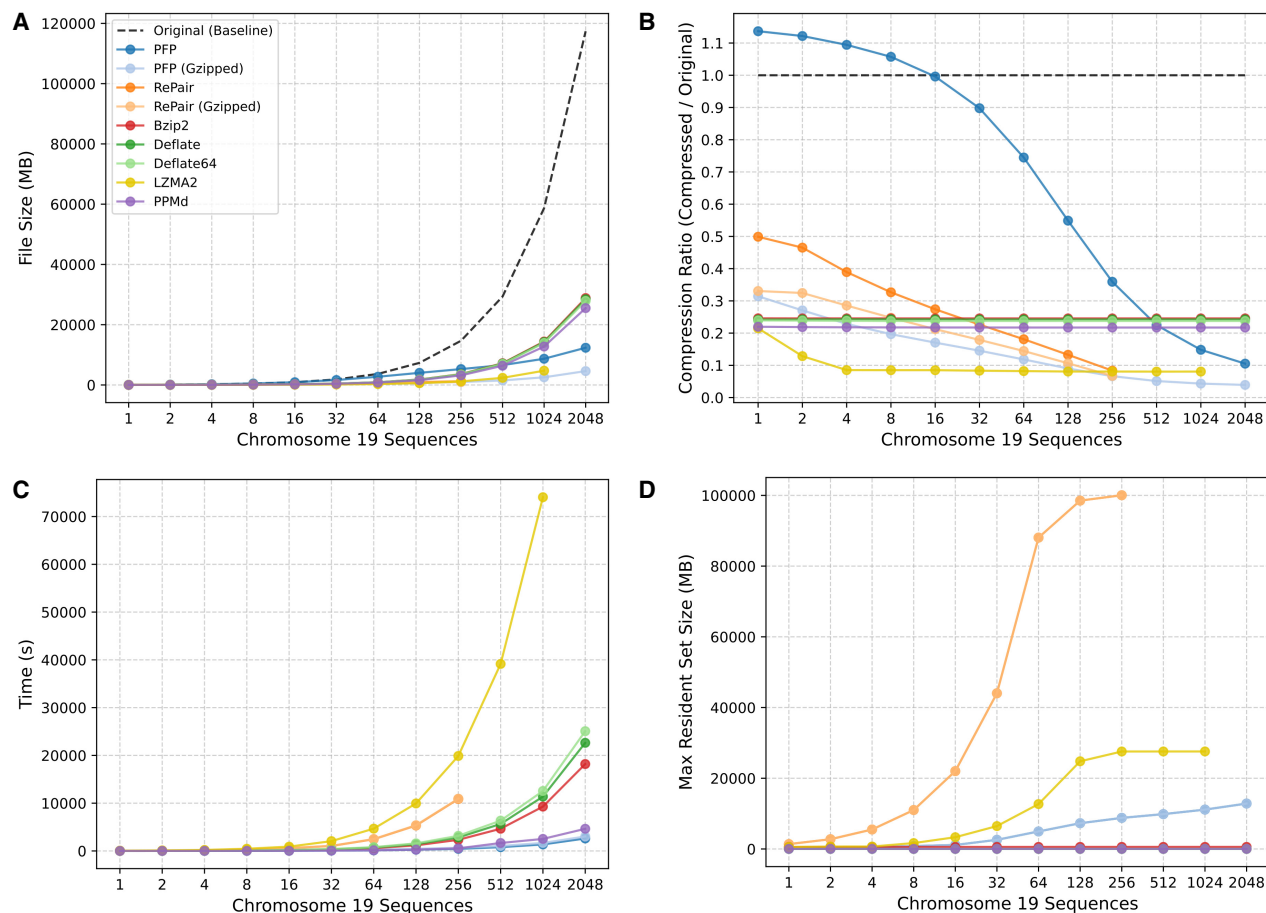 A
File Size (MB)
120000
100000
80000
60000
40000
20000
0
Original (Baseline)
PFP
PFP (Gzipped)
RePair
RePair (Gzipped)
Bzip2
Deflate
Deflate64
LZMA2
PPMd
1 2 4 8 16 32 64 128 256 512 1024 2048
Chromosome 19 Sequences
B
Compression Ratio (Compressed / Original)
1.1
1.0
0.9
0.8
0.7
0.6
0.5
0.4
0.3
0.2
0.1
0.0
1 2 4 8 16 32 64 128 256 512 1024 2048
Chromosome 19 Sequences
C
Time (s)
70000
60000
50000
40000
30000
20000
10000
0
1 2 4 8 16 32 64 128 256 512 1024 2048
Chromosome 19 Sequences
D
Max Resident Set Size (MB)
100000
80000
60000
40000
20000
0
1 2 4 8 16 32 64 128 256 512 1024 2048
Chromosome 19 Sequences